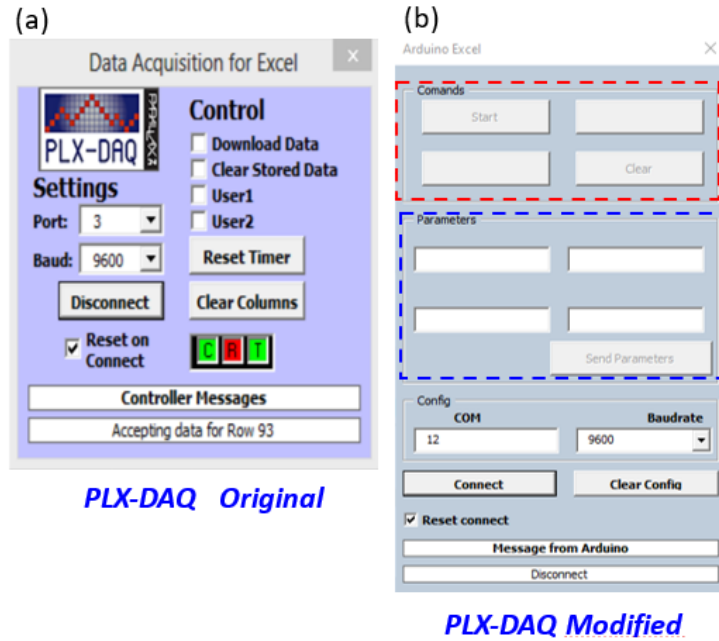 (a)
Data Acquisition for Excel
x
PLX-DAQ
PARALLAX
Control
Download Data
Clear Stored Data
User1
User2
Settings
Port: 3
Baud: 9600
Reset Timer
Disconnect
Clear Columns
Reset on
Connect
C R T
Controller Messages
Accepting data for Row 93
PLX-DAQ Original
(b)
Arduino Excel
Comands
Start
Clear
Parameters
Send Parameters
Config
COM Baudrate
12 9600
Connect Clear Config
Reset connect
Message from Arduino
Disconnect
PLX-DAQ Modified